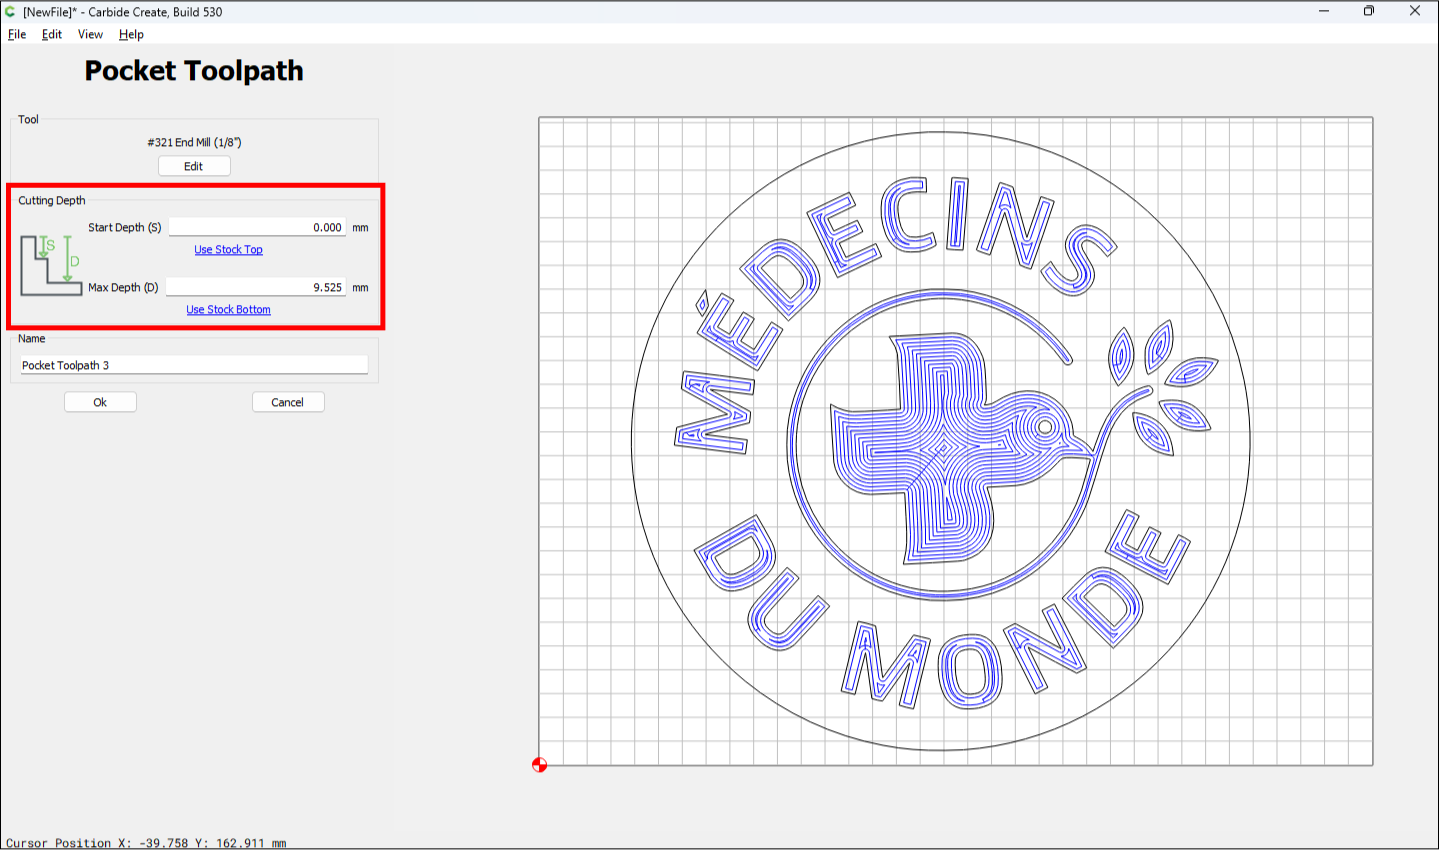 [NewFile]* - Carbide Create, Build 530
File Edit View Help
Pocket Toolpath
Tool
#321 End Mill (1/8")
Edit
Cutting Depth
Start Depth (S) 0.000 mm
Use Stock Top
S
D
Max Depth (D) 9.525 mm
Use Stock Bottom
Name
Pocket Toolpath 3
Ok Cancel
MÉDECINS
DU MONDE
Cursor Position X: -39.758 Y: 162.911 mm